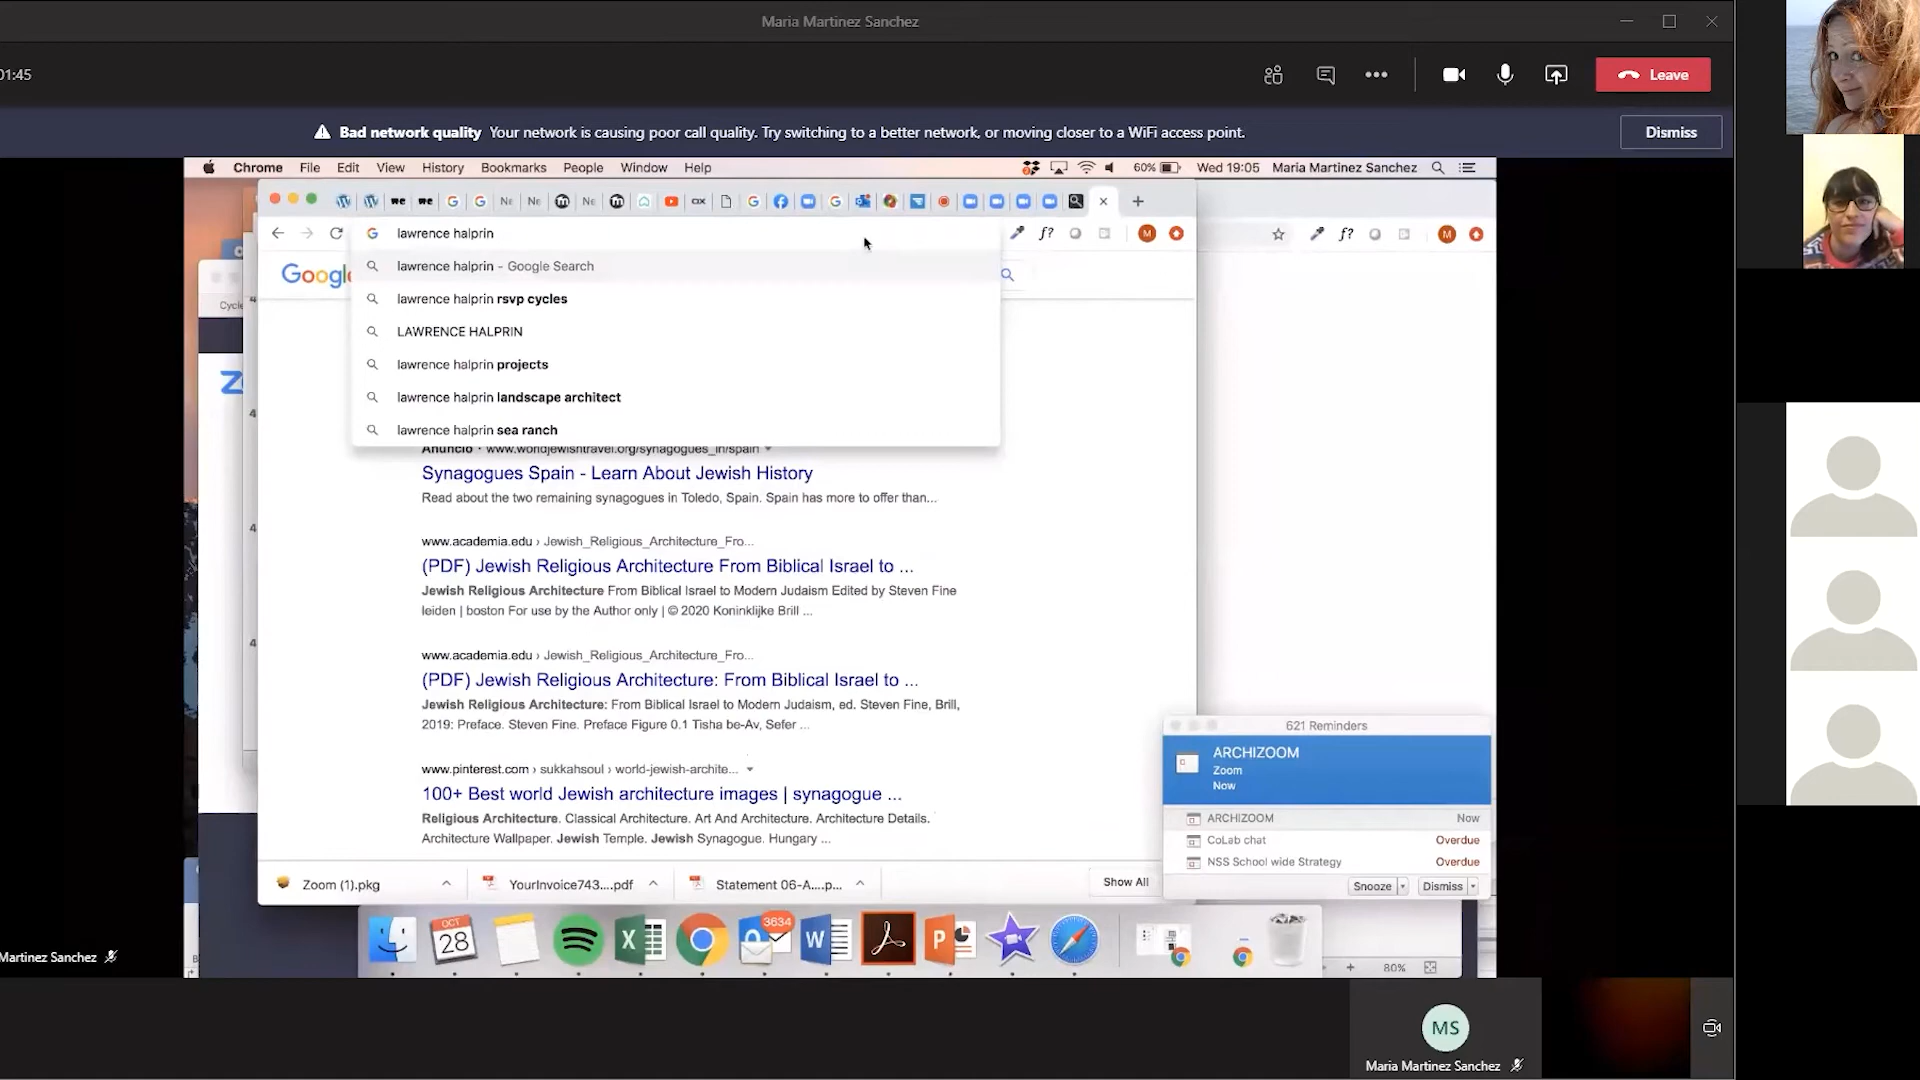 Maria Martinez Sanchez
01:45
Leave
Bad network quality Your network is causing poor call quality. Try switching to a better network, or moving closer to a WiFi access point.
Dismiss
Chrome File Edit View History Bookmarks People Window Help
60% Wed 19:05 Maria Martinez Sanchez
lawrence halprin
lawrence halprin - Google Search
lawrence halprin rsvp cycles
LAWRENCE HALPRIN
lawrence halprin projects
lawrence halprin landscape architect
lawrence halprin sea ranch
Anuncio · www.worldjewishtravel.org/synagogues_in/spain
Synagogues Spain - Learn About Jewish History
Read about the two remaining synagogues in Toledo, Spain. Spain has more to offer than...
www.academia.edu › Jewish_Religious_Architecture_Fro...
(PDF) Jewish Religious Architecture From Biblical Israel to ...
Jewish Religious Architecture From Biblical Israel to Modern Judaism Edited by Steven Fine
leiden | boston For use by the Author only | © 2020 Koninklijke Brill ...
www.academia.edu › Jewish_Religious_Architecture_Fro...
(PDF) Jewish Religious Architecture: From Biblical Israel to ...
Jewish Religious Architecture: From Biblical Israel to Modern Judaism, ed. Steven Fine, Brill,
2019: Preface. Steven Fine. Preface Figure 0.1 Tisha be-Av, Sefer ...
www.pinterest.com › sukkahsoul › world-jewish-archite...
100+ Best world Jewish architecture images | synagogue ...
Religious Architecture. Classical Architecture. Art And Architecture. Architecture Details.
Architecture Wallpaper. Jewish Temple. Jewish Synagogue. Hungary ...
621 Reminders
ARCHIZOOM
Zoom
Now
ARCHIZOOM Now
CoLab chat Overdue
NSS School wide Strategy Overdue
Snooze Dismiss
Zoom (1).pkg
YourInvoice743....pdf
Statement 06-A....p...
Show All
OCT
28
3634
80%
Martinez Sanchez
MS
Maria Martinez Sanchez